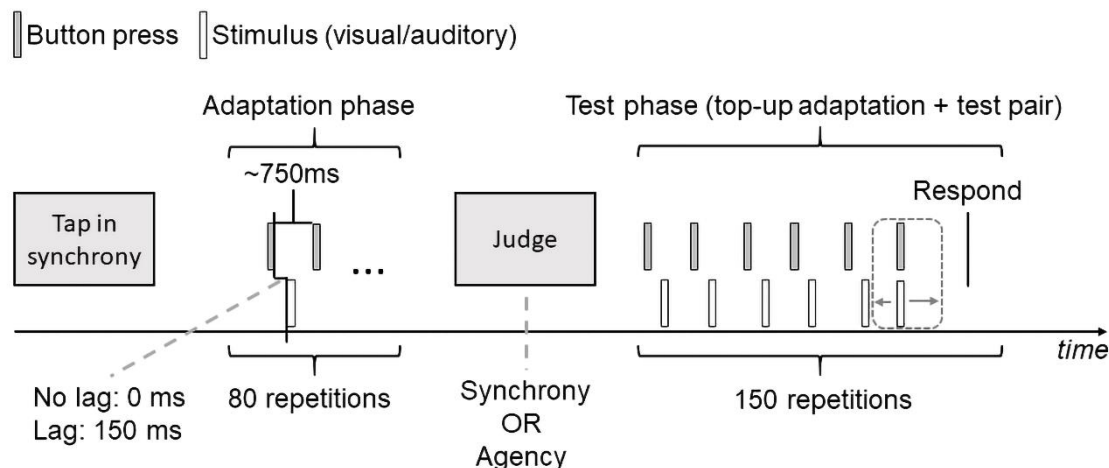 Button press Stimulus (visual/auditory)
Adaptation phase
Test phase (top-up adaptation + test pair)
~750ms
Respond
Tap in
synchrony
...
Judge
time
No lag: 0 ms
Lag: 150 ms
80 repetitions
Synchrony
OR
Agency
150 repetitions